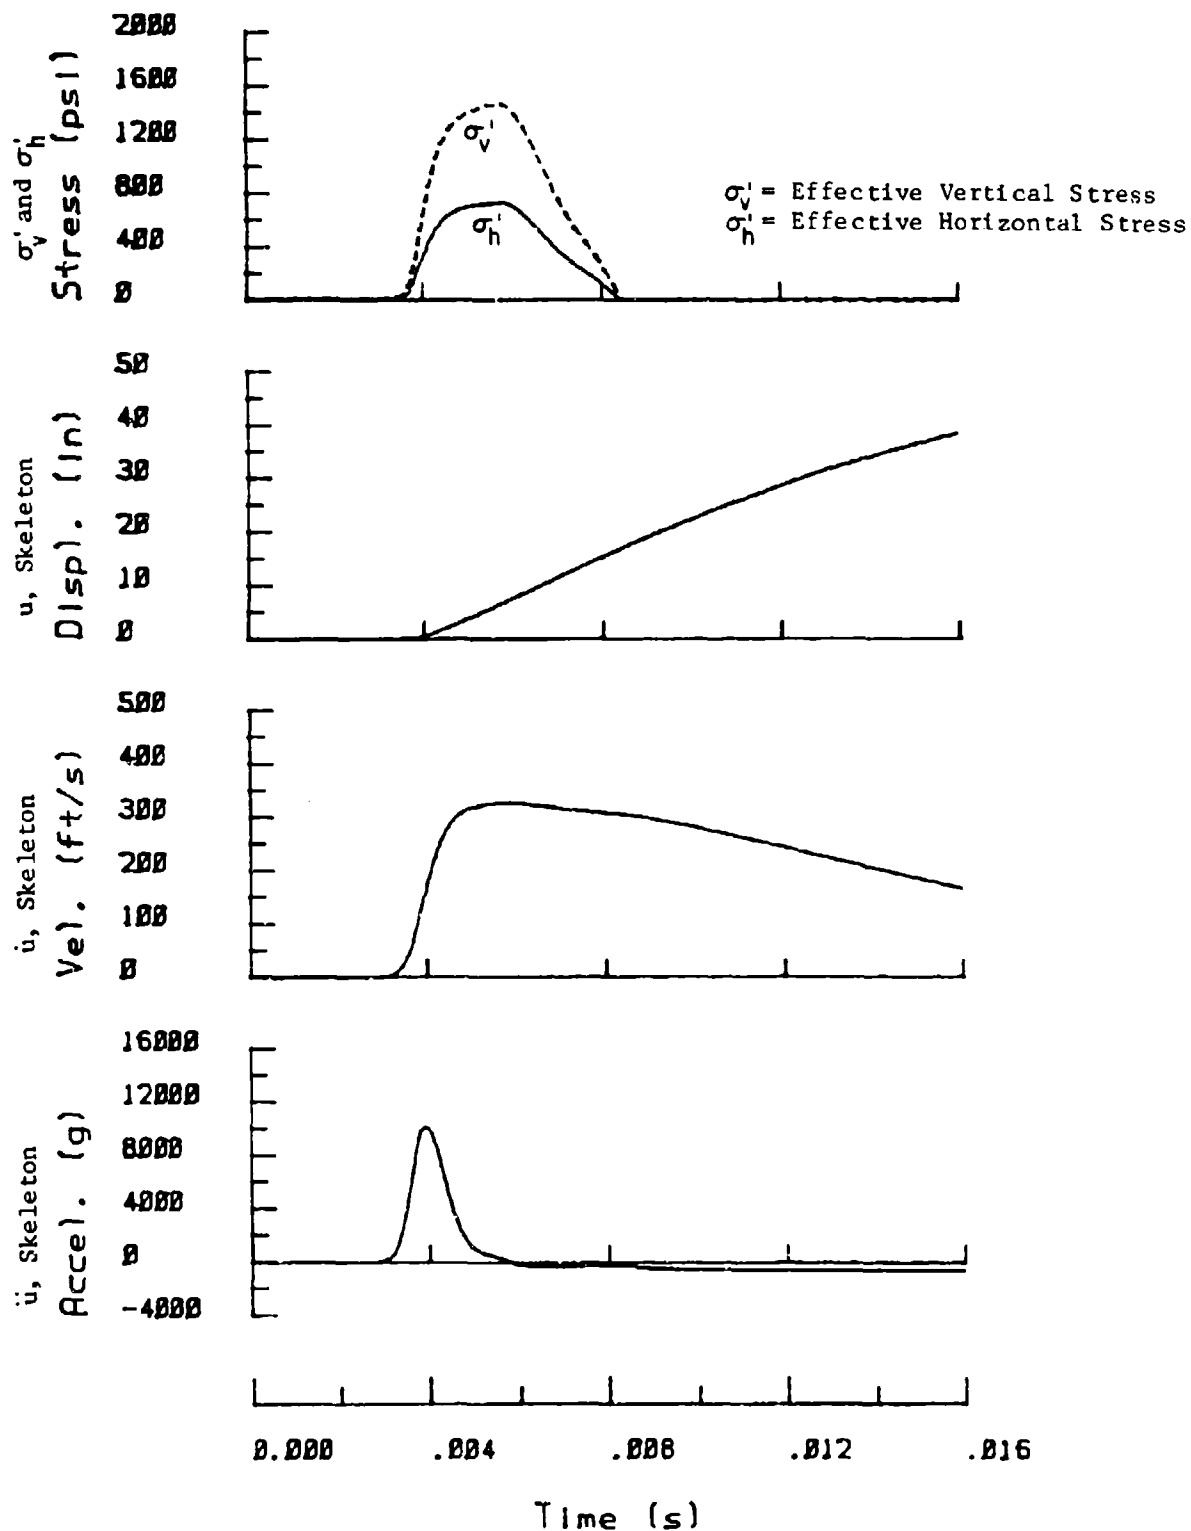 σv' and σh'
Stress (psi)
2000
1600
1200
800
400
0
σv'
σh'
σv' = Effective Vertical Stress
σh' = Effective Horizontal Stress
u, Skeleton
Displ. (in)
50
40
30
20
10
0
u̇, Skeleton
Vel. (ft/s)
500
400
300
200
100
0
ü, Skeleton
Accel. (g)
16000
12000
8000
4000
0
-4000
0.000 .004 .008 .012 .016
Time (s)